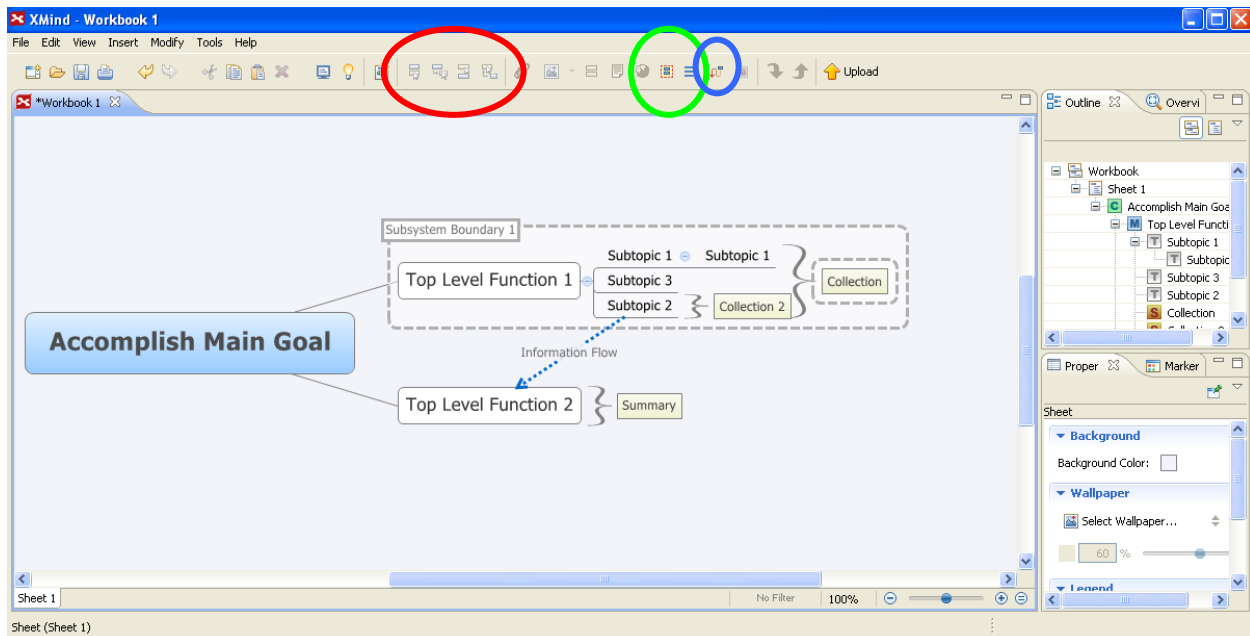 XMind - Workbook 1
File Edit View Insert Modify Tools Help
Upload
*Workbook 1
Outline
Overvi
Subsystem Boundary 1
Top Level Function 1
Subtopic 1
Subtopic 1
Subtopic 3
Subtopic 2
Collection 2
Collection
Accomplish Main Goal
Information Flow
Top Level Function 2
Summary
Workbook
Sheet 1
C Accomplish Main Goa
M Top Level Functi
T Subtopic 1
T Subtopic
T Subtopic 3
T Subtopic 2
S Collection
Proper
Marker
Sheet
Background
Background Color:
Wallpaper
Select Wallpaper...
60 %
Legend
Sheet 1
No Filter
100%
Sheet (Sheet 1)